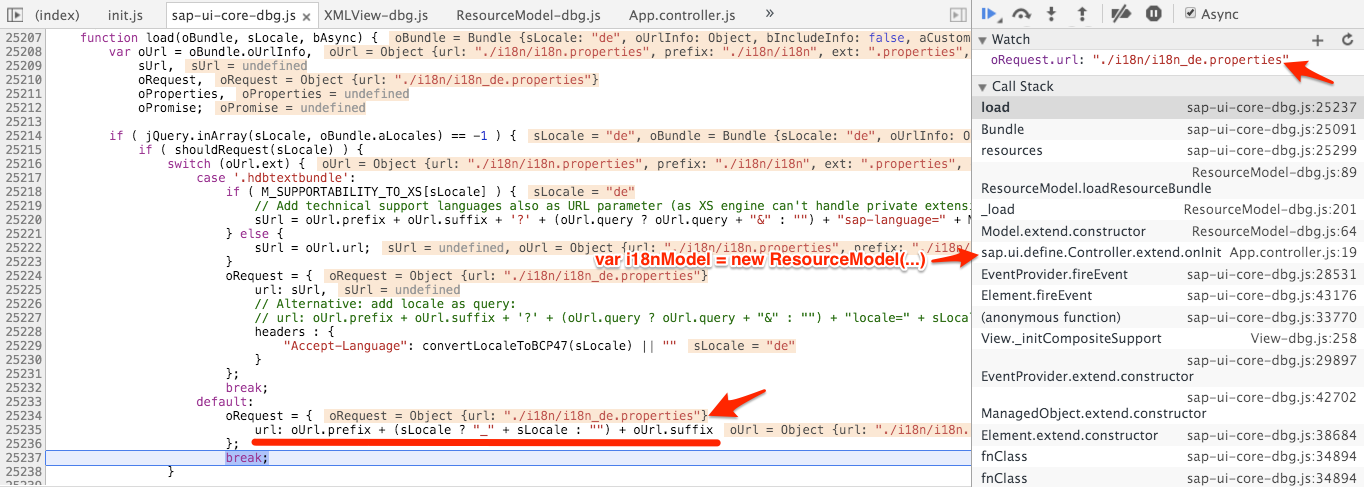 (index) init.js sap-ui-core-dbg.js × XMLView-dbg.js ResourceModel-dbg.js App.controller.js »
25207 function load(oBundle, sLocale, bAsync) { oBundle = Bundle {sLocale: "de", oUrlInfo: Object, bIncludeInfo: false, aCustom
25208 var oUrl = oBundle.oUrlInfo, oUrl = Object {url: "./i18n/i18n.properties", prefix: "./i18n/i18n", ext: ".properties",
25209 sUrl, sUrl = undefined
25210 oRequest, oRequest = Object {url: "./i18n/i18n_de.properties"}
25211 oProperties, oProperties = undefined
25212 oPromise; oPromise = undefined
25213
25214 if ( jQuery.inArray(sLocale, oBundle.aLocales) == -1 ) { sLocale = "de", oBundle = Bundle {sLocale: "de", oUrlInfo: O
25215 if ( shouldRequest(sLocale) ) {
25216 switch (oUrl.ext) { oUrl = Object {url: "./i18n/i18n.properties", prefix: "./i18n/i18n", ext: ".properties",
25217 case '.hdbtextbundle':
25218 if ( M_SUPPORTABILITY_TO_XS[sLocale] ) { sLocale = "de"
25219 // Add technical support languages also as URL parameter (as XS engine can't handle private extensi
25220 sUrl = oUrl.prefix + oUrl.suffix + '?' + (oUrl.query ? oUrl.query + "&" : "") + "sap-language=" + M
25221 } else {
25222 sUrl = oUrl.url; sUrl = undefined, oUrl = Object {url: "./i18n/i18n.properties", prefix: "./i18n/
25223 }
var i18nModel = new ResourceModel(...)
25224 oRequest = { oRequest = Object {url: "./i18n/i18n_de.properties"}
25225 url: sUrl, sUrl = undefined
25226 // Alternative: add locale as query:
25227 // url: oUrl.prefix + oUrl.suffix + '?' + (oUrl.query ? oUrl.query + "&" : "") + "locale=" + sLocal
25228 headers : {
25229 "Accept-Language": convertLocaleToBCP47(sLocale) || "" sLocale = "de"
25230 }
25231 };
25232 break;
25233 default:
25234 oRequest = { oRequest = Object {url: "./i18n/i18n_de.properties"}
25235 url: oUrl.prefix + (sLocale ? "_" + sLocale : "") + oUrl.suffix oUrl = Object {url: "./i18n/i18n.
25236 };
25237 break;
25238 }
Async
Watch
oRequest.url: "./i18n/i18n_de.properties"
Call Stack
load sap-ui-core-dbg.js:25237
Bundle sap-ui-core-dbg.js:25091
resources sap-ui-core-dbg.js:25299
ResourceModel-dbg.js:89
ResourceModel.loadResourceBundle
_load ResourceModel-dbg.js:201
Model.extend.constructor ResourceModel-dbg.js:64
sap.ui.define.Controller.extend.onInit App.controller.js:19
EventProvider.fireEvent sap-ui-core-dbg.js:28531
Element.fireEvent sap-ui-core-dbg.js:43176
(anonymous function) sap-ui-core-dbg.js:33770
View._initCompositeSupport View-dbg.js:258
sap-ui-core-dbg.js:29897
EventProvider.extend.constructor
sap-ui-core-dbg.js:42702
ManagedObject.extend.constructor
Element.extend.constructor sap-ui-core-dbg.js:38684
fnClass sap-ui-core-dbg.js:34894
fnClass sap-ui-core-dbg.js:34894